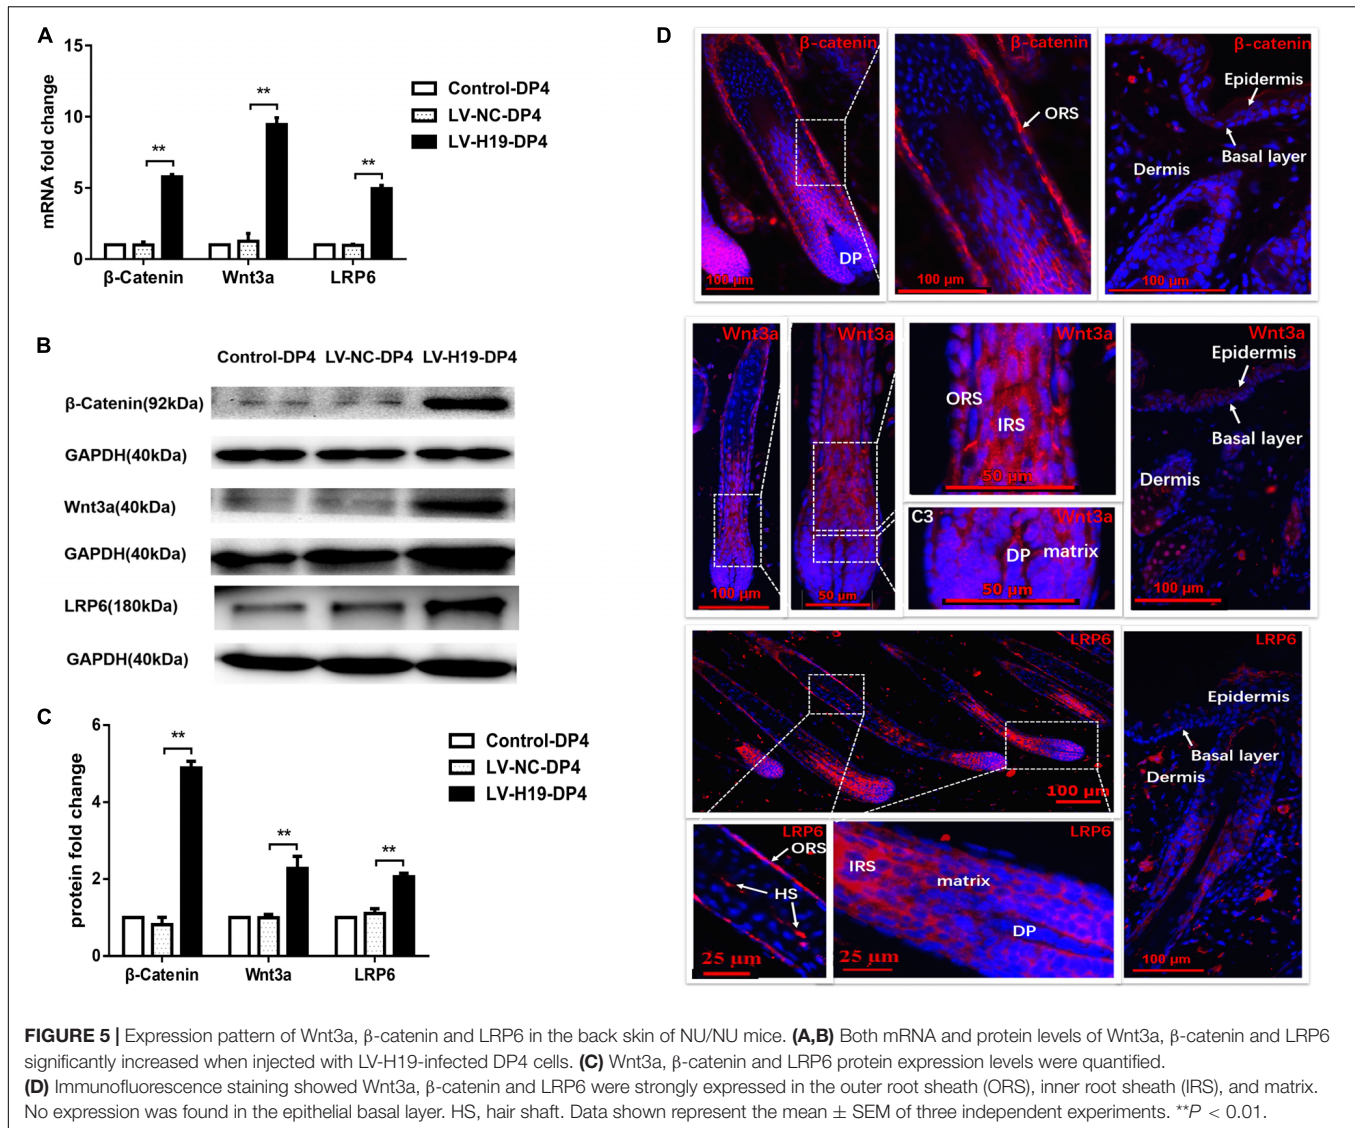 A
15
10
5
0
mRNA fold change
**
**
**
β-Catenin
Wnt3a
LRP6
Control-DP4
LV-NC-DP4
LV-H19-DP4
B
Control-DP4 LV-NC-DP4 LV-H19-DP4
β-Catenin(92kDa)
GAPDH(40kDa)
Wnt3a(40kDa)
GAPDH(40kDa)
LRP6(180kDa)
GAPDH(40kDa)
C
6
4
2
0
protein fold change
**
**
**
β-Catenin
Wnt3a
LRP6
Control-DP4
LV-NC-DP4
LV-H19-DP4
D
β-catenin
DP
100 μm
β-catenin
ORS
100 μm
β-catenin
Epidermis
Basal layer
Dermis
100 μm
Wnt3a
100 μm
Wnt3a
50 μm
Wnt3a
ORS
IRS
50 μm
C3
Wnt3a
DP
matrix
50 μm
Wnt3a
Epidermis
Basal layer
Dermis
100 μm
LRP6
100 μm
LRP6
ORS
HS
25 μm
LRP6
IRS
matrix
DP
25 μm
LRP6
Epidermis
Basal layer
Dermis
100 μm
FIGURE 5 | Expression pattern of Wnt3a, β-catenin and LRP6 in the back skin of NU/NU mice. (A,B) Both mRNA and protein levels of Wnt3a, β-catenin and LRP6
significantly increased when injected with LV-H19-infected DP4 cells. (C) Wnt3a, β-catenin and LRP6 protein expression levels were quantified.
(D) Immunofluorescence staining showed Wnt3a, β-catenin and LRP6 were strongly expressed in the outer root sheath (ORS), inner root sheath (IRS), and matrix.
No expression was found in the epithelial basal layer. HS, hair shaft. Data shown represent the mean ± SEM of three independent experiments. **P < 0.01.